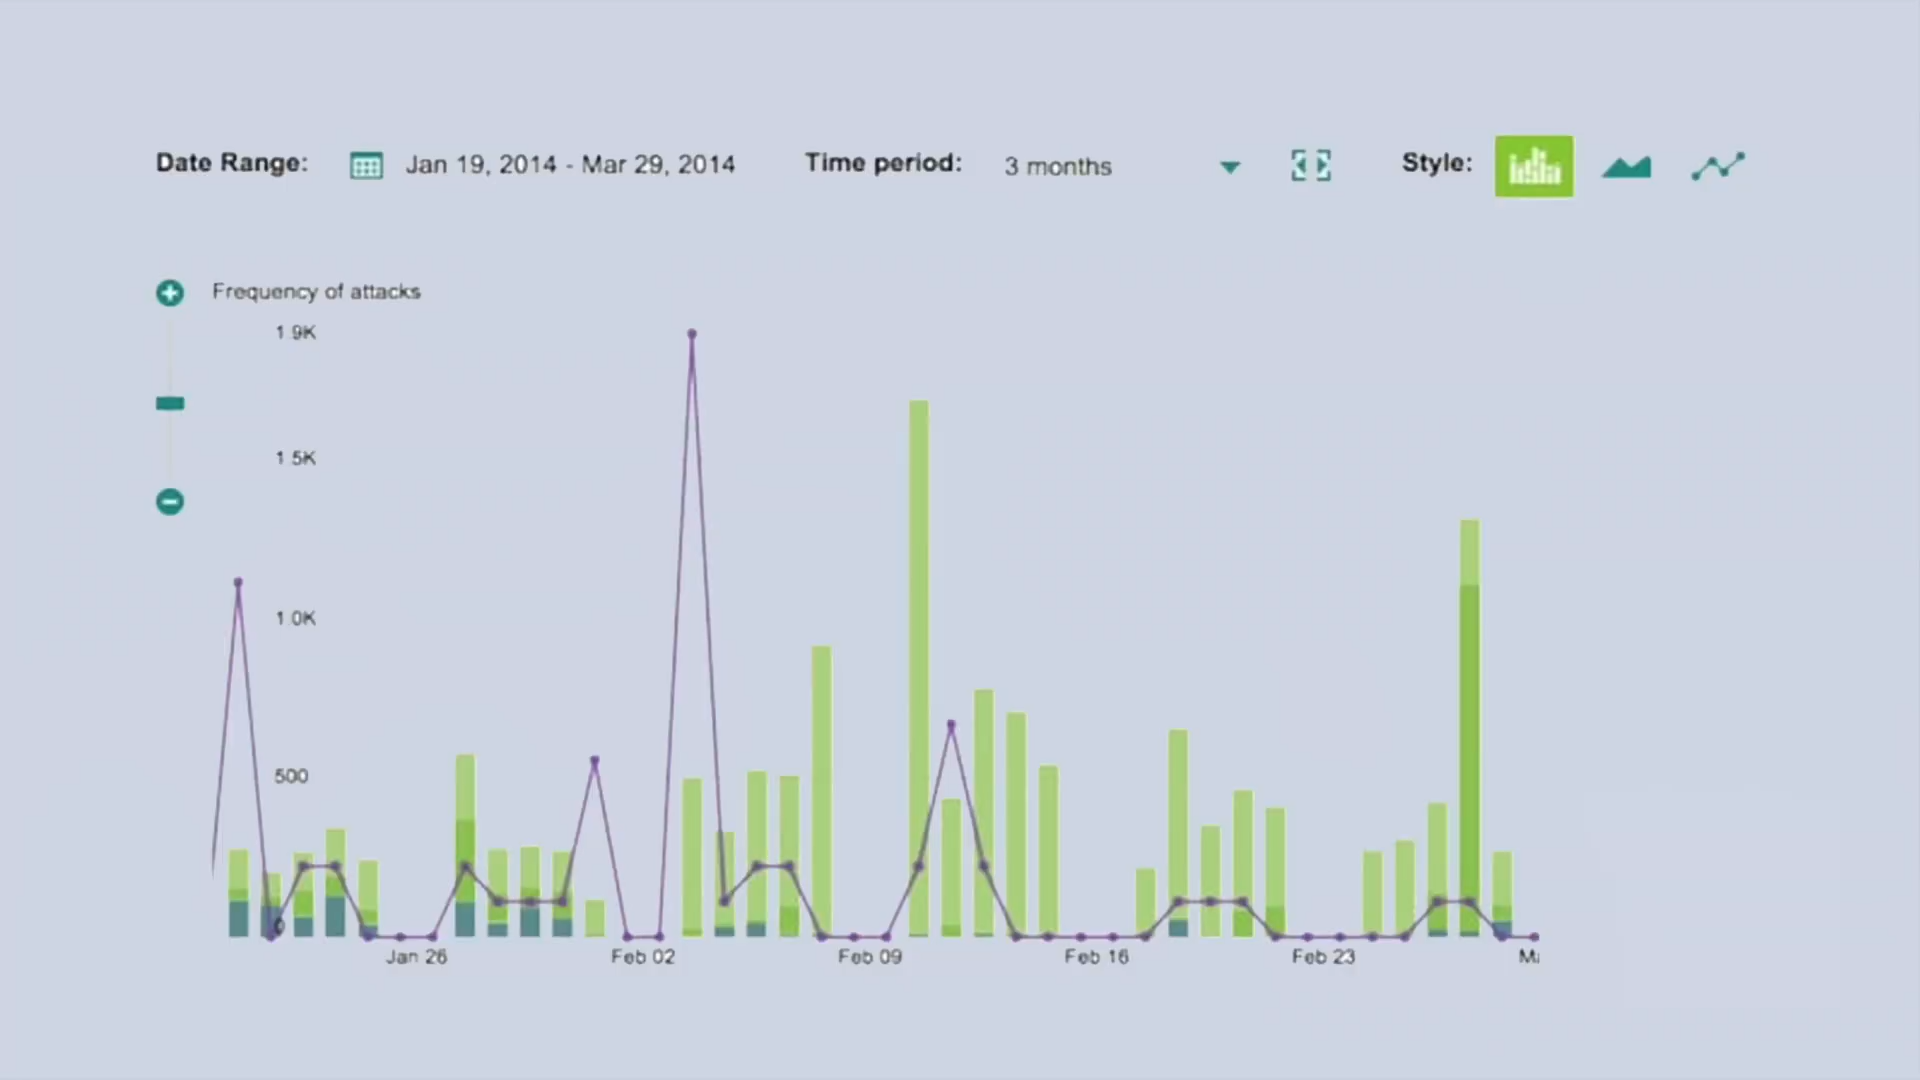 Date Range: Jan 19, 2014 - Mar 29, 2014 Time period: 3 months Style:
Frequency of attacks
1.9K
1.5K
1.0K
500
0
Jan 26 Feb 02 Feb 09 Feb 16 Feb 23